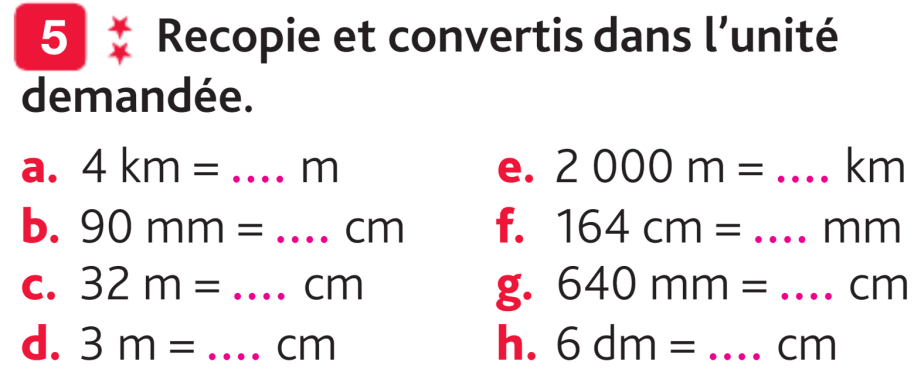 5 Recopie et convertis dans l'unité
demandée.
a. 4 km = .... m
b. 90 mm = .... cm
c. 32 m = .... cm
d. 3 m = .... cm
e. 2 000 m = .... km
f. 164 cm = .... mm
g. 640 mm = .... cm
h. 6 dm = .... cm